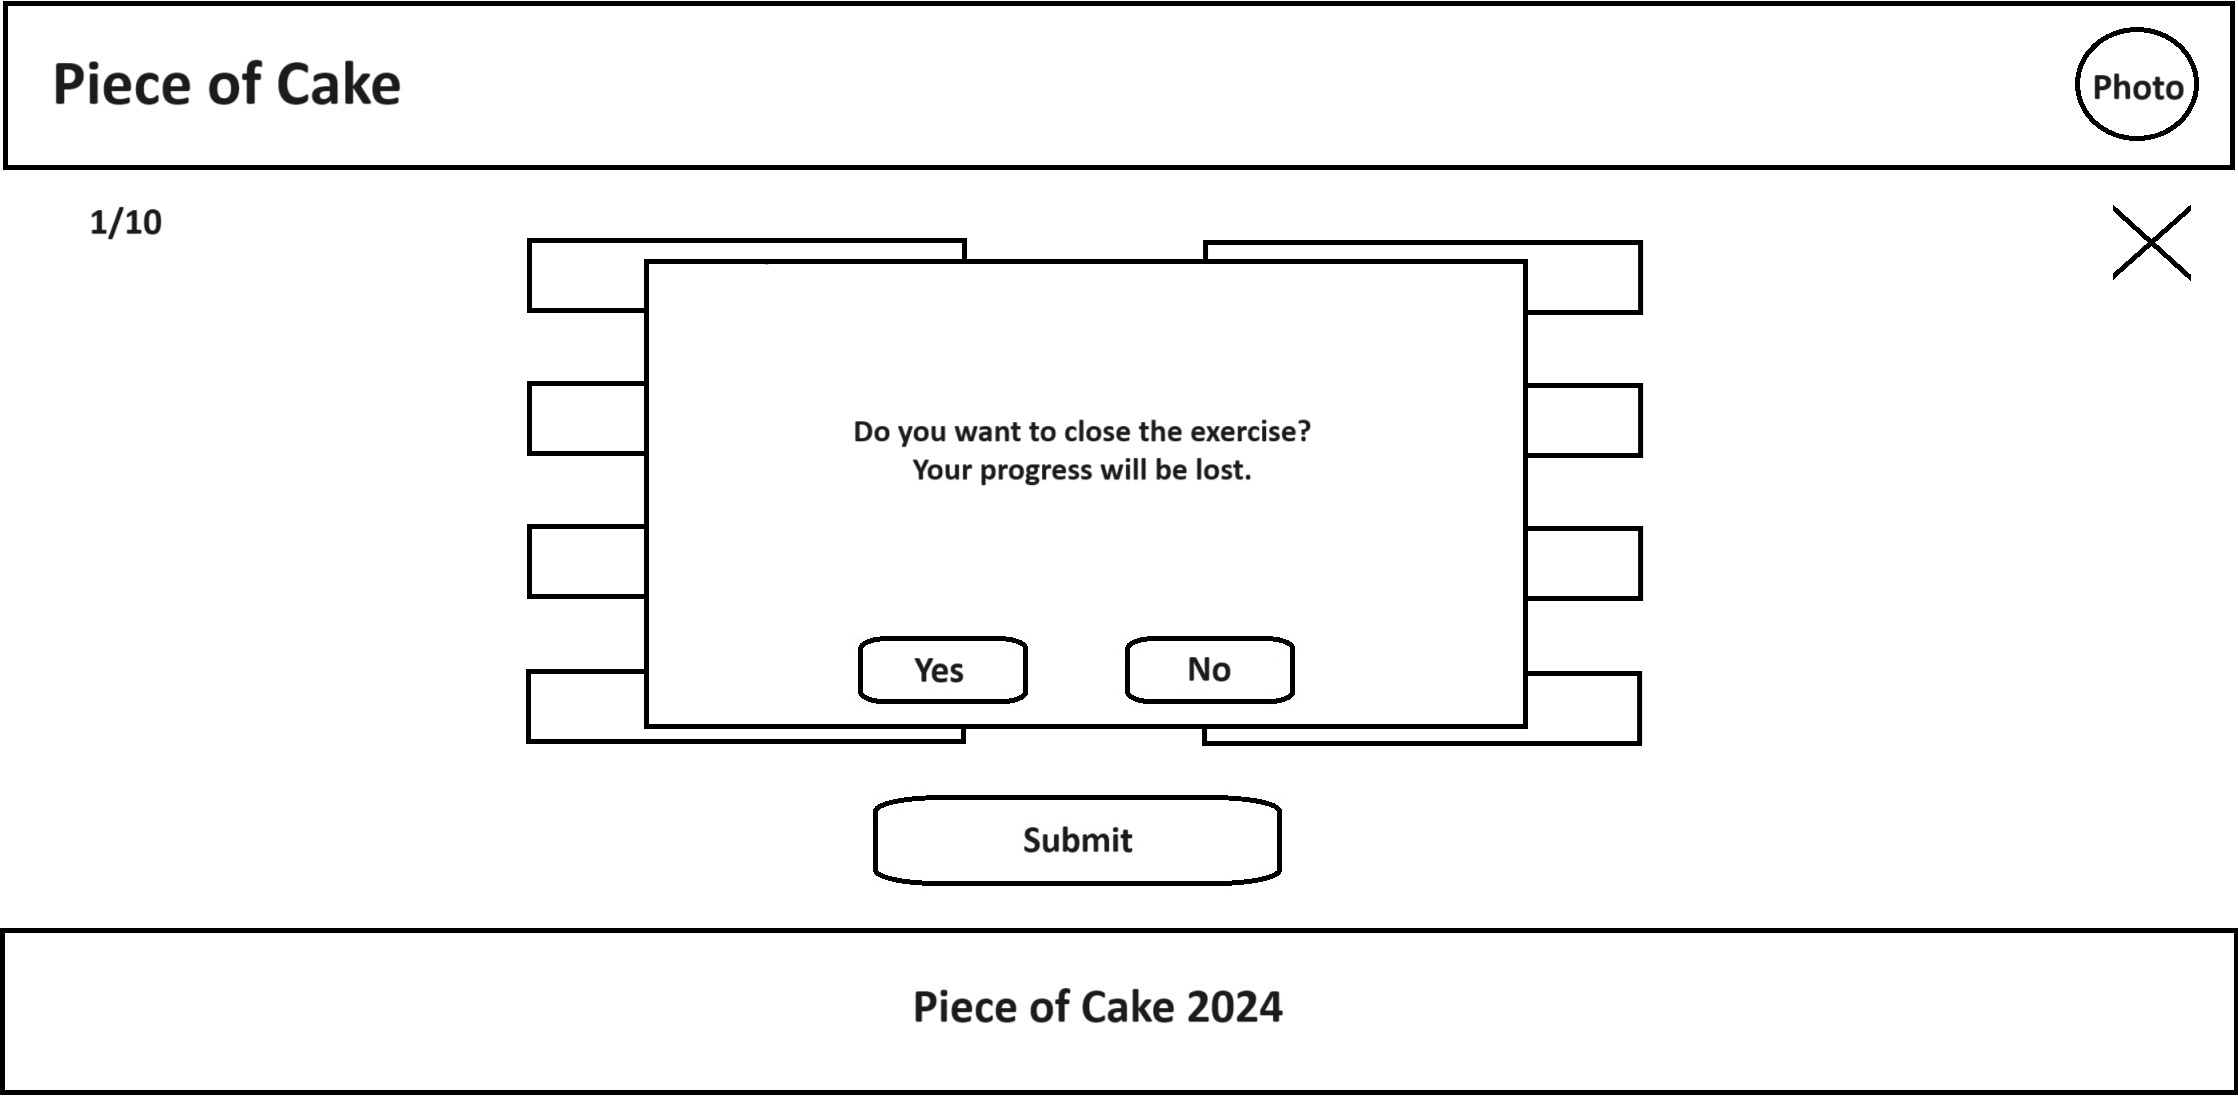 Piece of Cake
Photo
1/10
Do you want to close the exercise?
Your progress will be lost.
Yes
No
Submit
Piece of Cake 2024